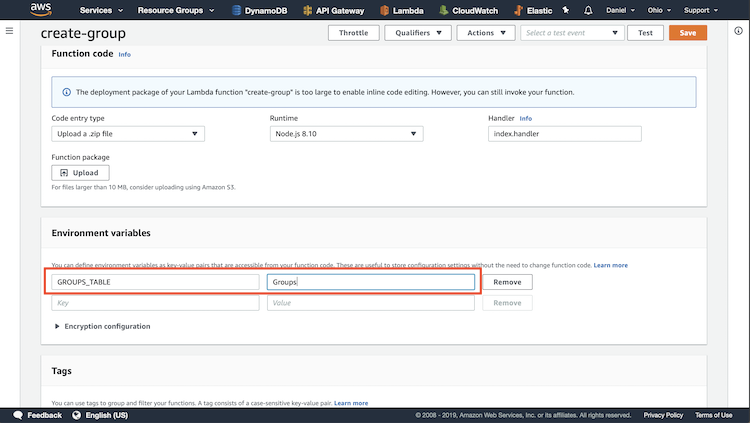 aws Services Resource Groups DynamoDB API Gateway Lambda CloudWatch Elastic Daniel Ohio Support
create-group Throttle Qualifiers Actions Select a test event Test Save
Function code Info
The deployment package of your Lambda function "create-group" is too large to enable inline code editing. However, you can still invoke your function.
Code entry type Runtime Handler Info
Upload a .zip file Node.js 8.10 index.handler
Function package
Upload
For files larger than 10 MB, consider uploading using Amazon S3.
Environment variables
You can define environment variables as key-value pairs that are accessible from your function code. These are useful to store configuration settings without the need to change function code. Learn more
GROUPS_TABLE Groups Remove
Key Value Remove
Encryption configuration
Tags
You can use tags to group and filter your functions. A tag consists of a case-sensitive key-value pair. Learn more
Feedback English (US) © 2008 - 2019, Amazon Web Services, Inc. or its affiliates. All rights reserved. Privacy Policy Terms of Use